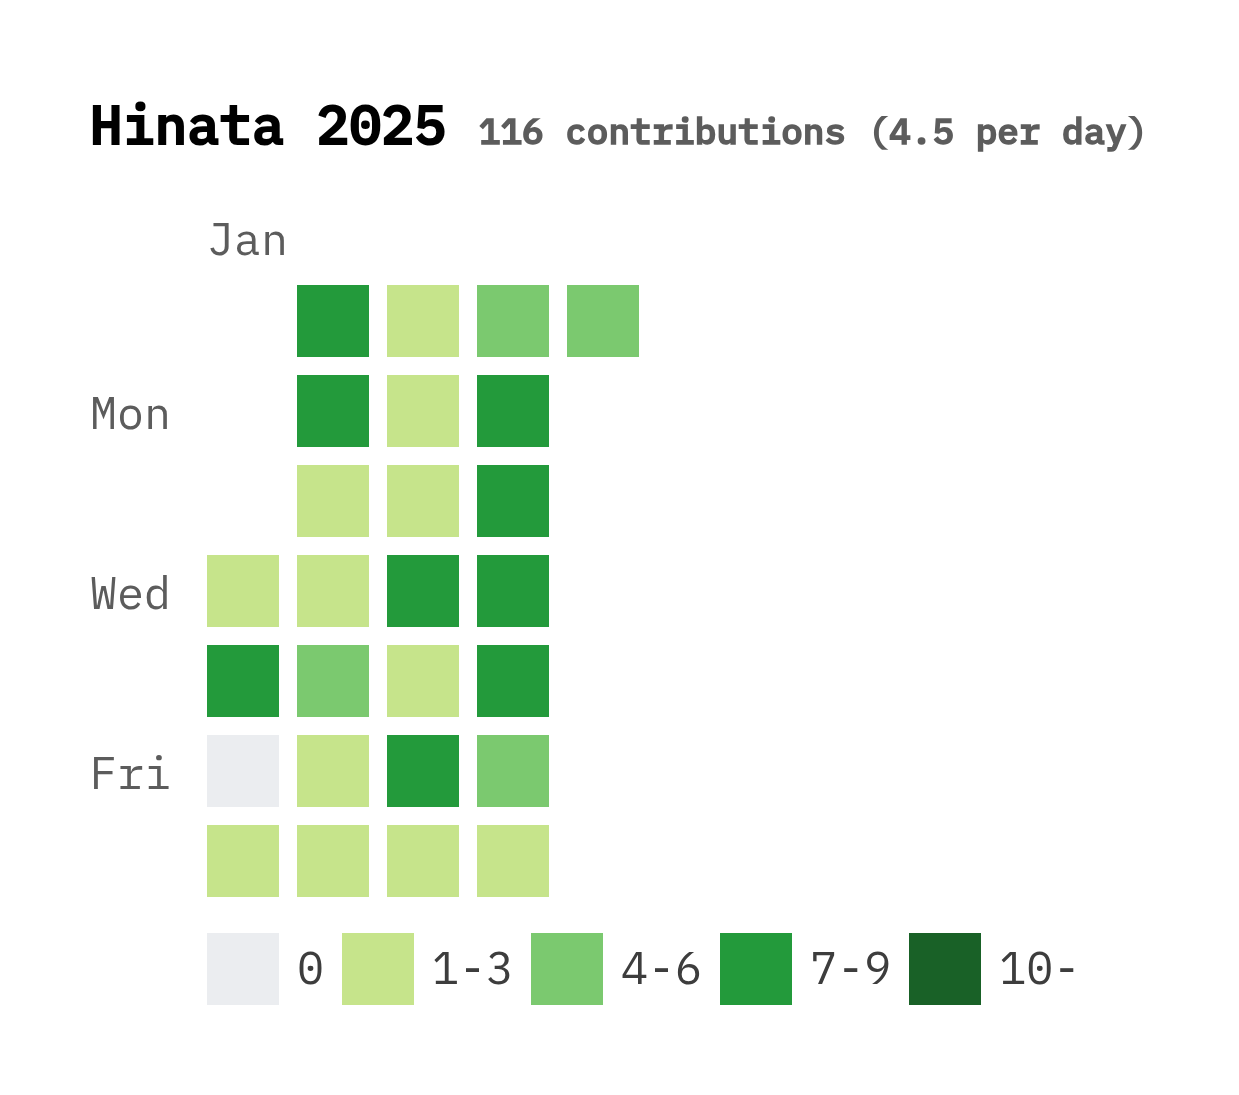 Hinata 2025 116 contributions (4.5 per day)
Jan
Mon
Wed
Fri
0 1-3 4-6 7-9 10-